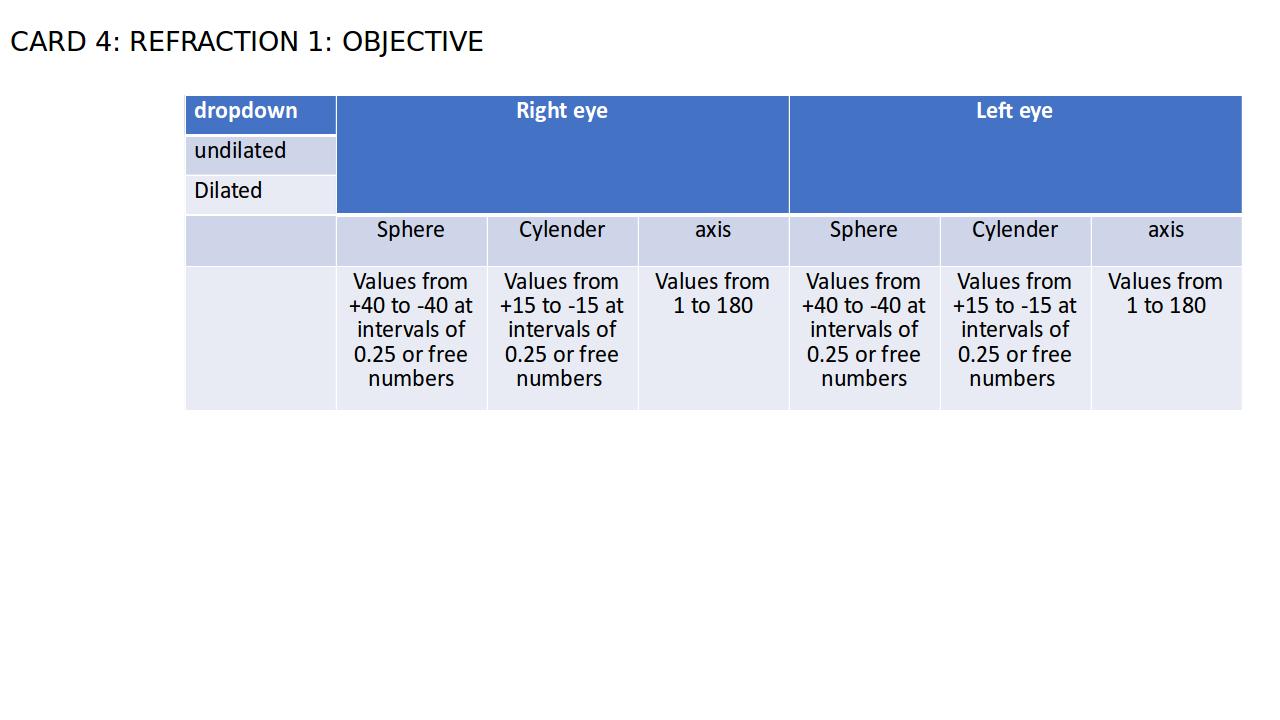 CARD 4: REFRACTION 1: OBJECTIVE
dropdown
Right eye
Left eye
undilated
Dilated
Sphere
Cylender
axis
Sphere
Cylender
axis
Values from
+40 to -40 at
intervals of
0.25 or free
numbers
Values from
+15 to -15 at
intervals of
0.25 or free
numbers
Values from
1 to 180
Values from
+40 to -40 at
intervals of
0.25 or free
numbers
Values from
+15 to -15 at
intervals of
0.25 or free
numbers
Values from
1 to 180